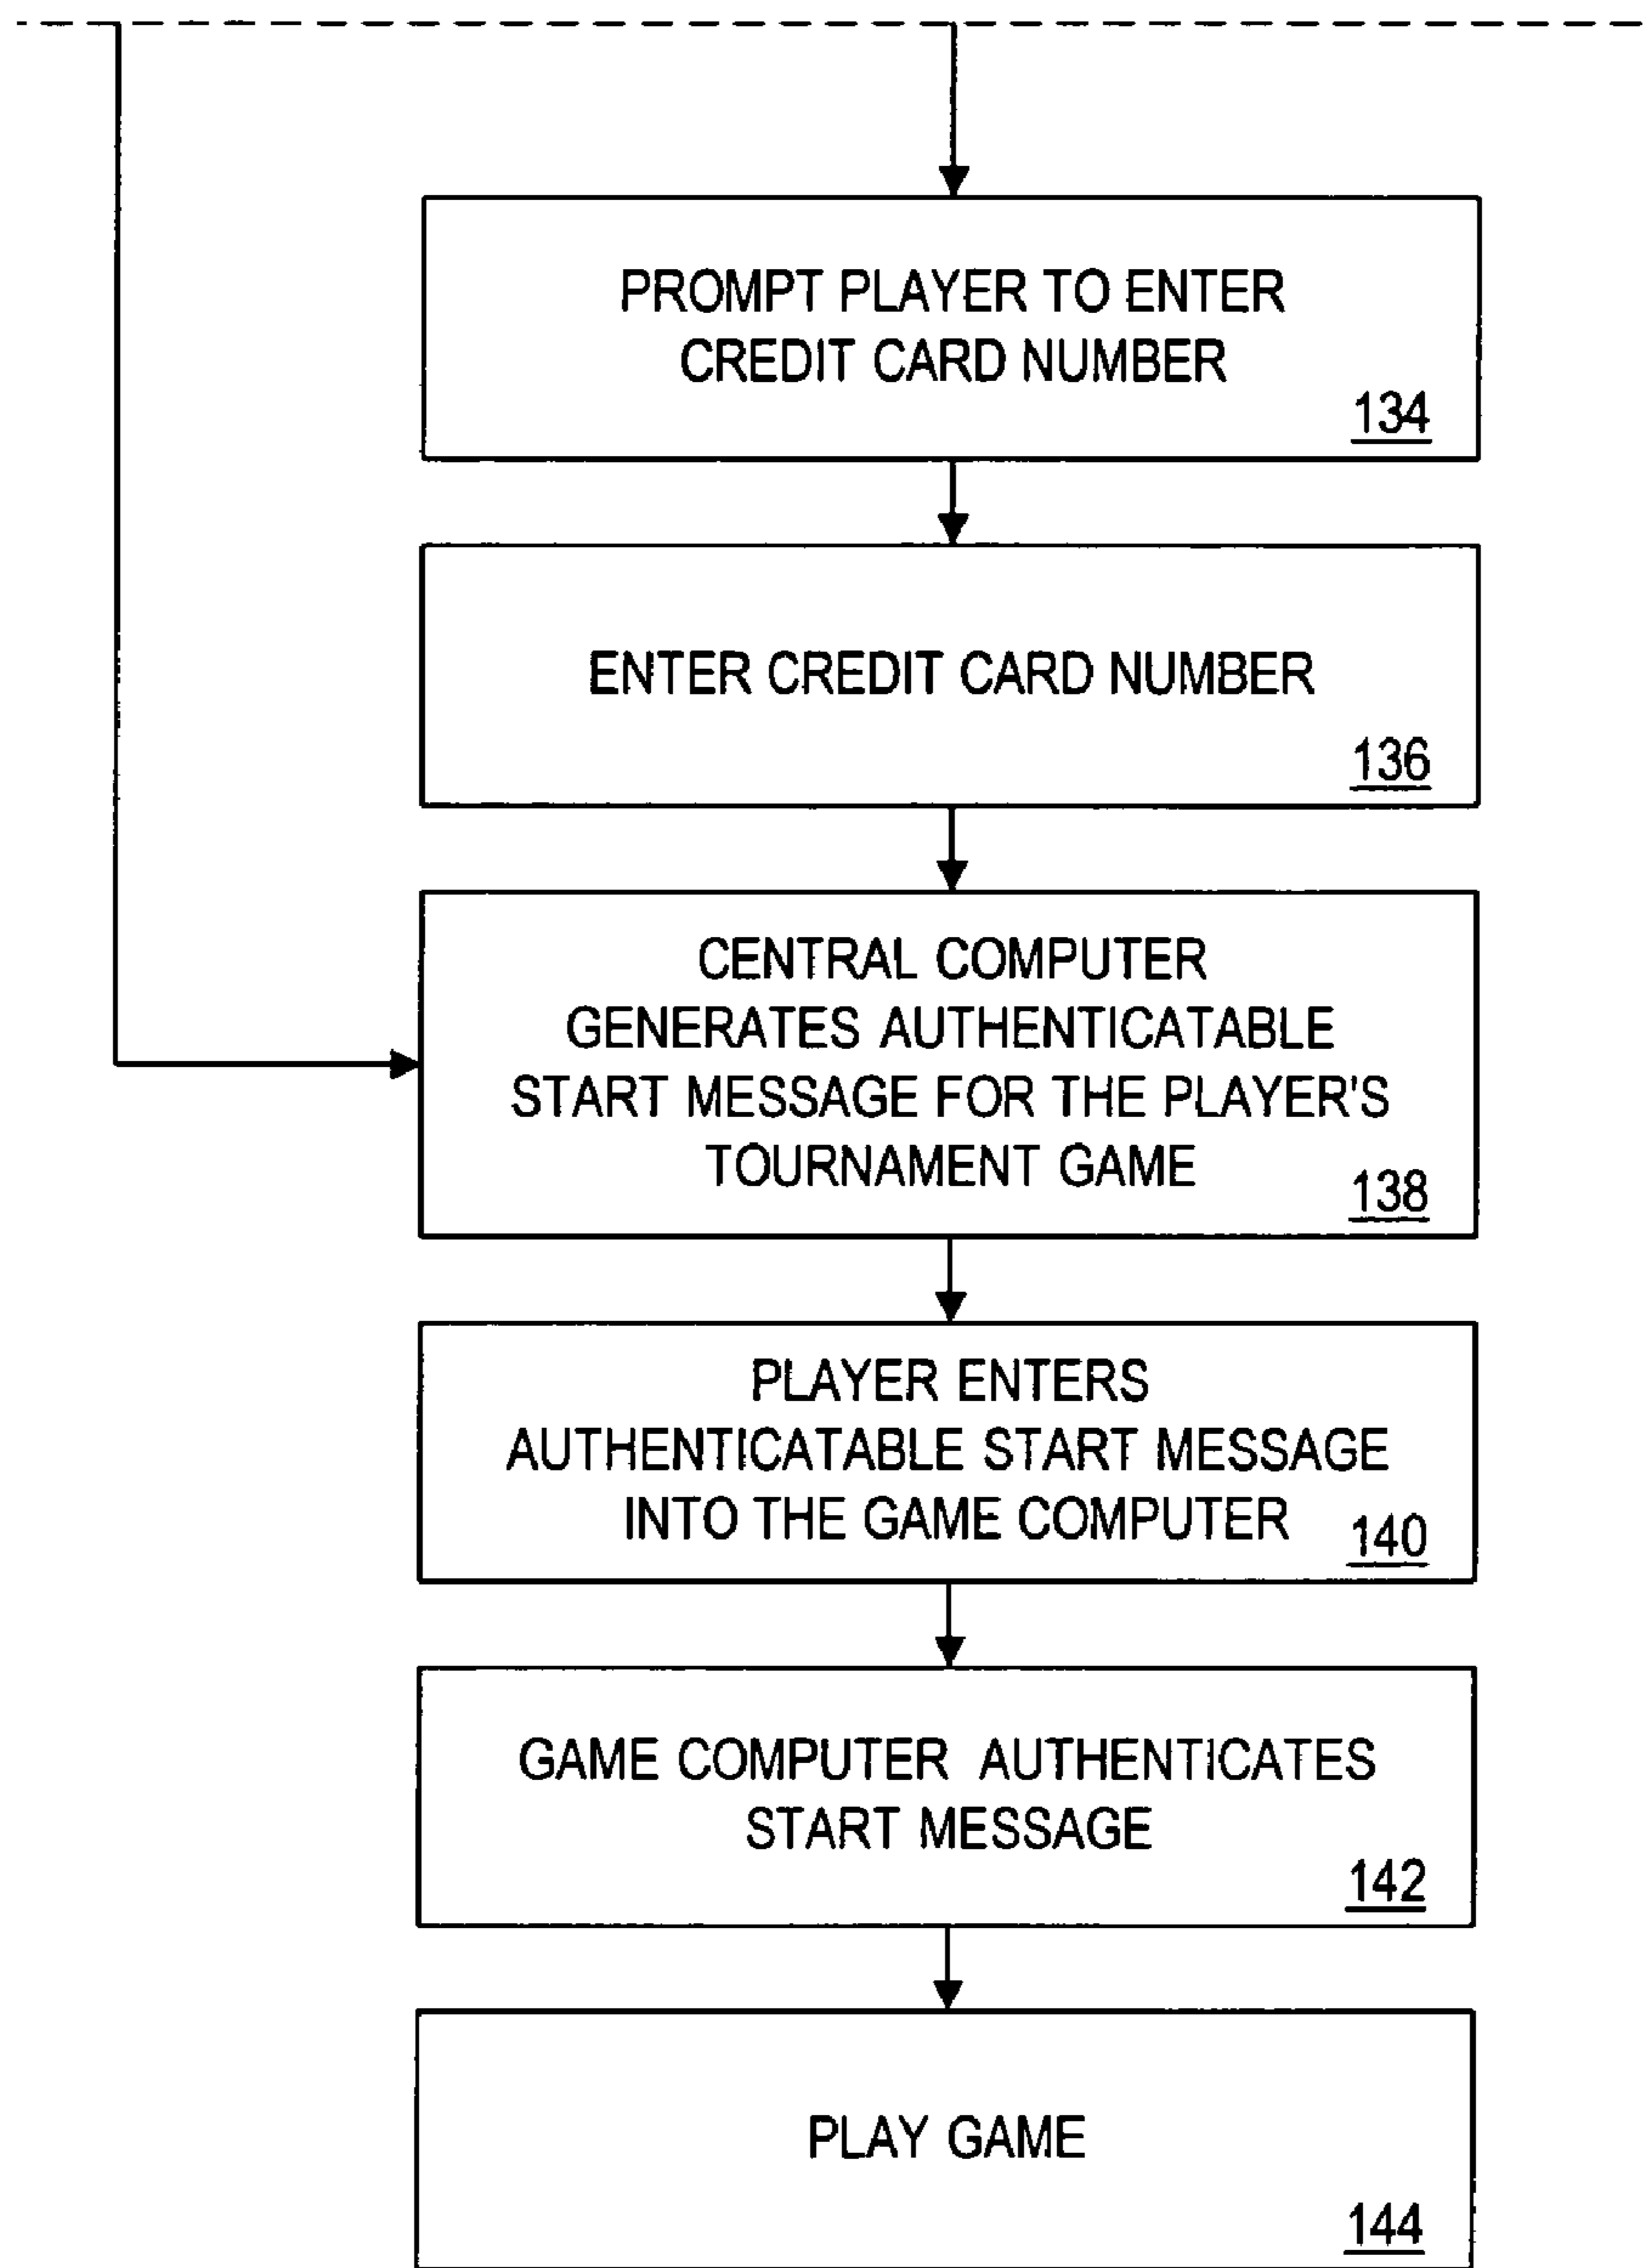 PROMPT PLAYER TO ENTER
CREDIT CARD NUMBER
134
ENTER CREDIT CARD NUMBER
136
CENTRAL COMPUTER
GENERATES AUTHENTICATABLE
START MESSAGE FOR THE PLAYER'S
TOURNAMENT GAME
138
PLAYER ENTERS
AUTHENTICATABLE START MESSAGE
INTO THE GAME COMPUTER
140
GAME COMPUTER AUTHENTICATES
START MESSAGE
142
PLAY GAME
144